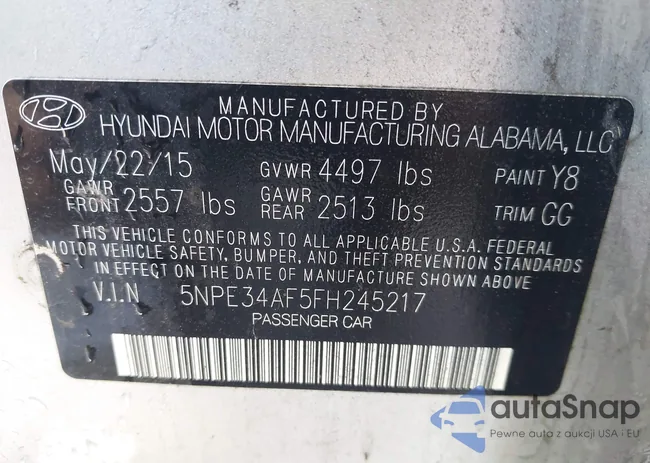 MANUFACTURED BY
HYUNDAI MOTOR MANUFACTURING ALABAMA, LLC
May/22/15 GVWR 4497 lbs PAINT Y8
GAWR FRONT 2557 lbs GAWR REAR 2513 lbs TRIM GG
THIS VEHICLE CONFORMS TO ALL APPLICABLE U.S.A. FEDERAL
MOTOR VEHICLE SAFETY, BUMPER, AND THEFT PREVENTION STANDARDS
IN EFFECT ON THE DATE OF MANUFACTURE SHOWN ABOVE.
V.I.N 5NPE34AF5FH245217
PASSENGER CAR
autaSnap
Pewne auta z aukcji USA · EU